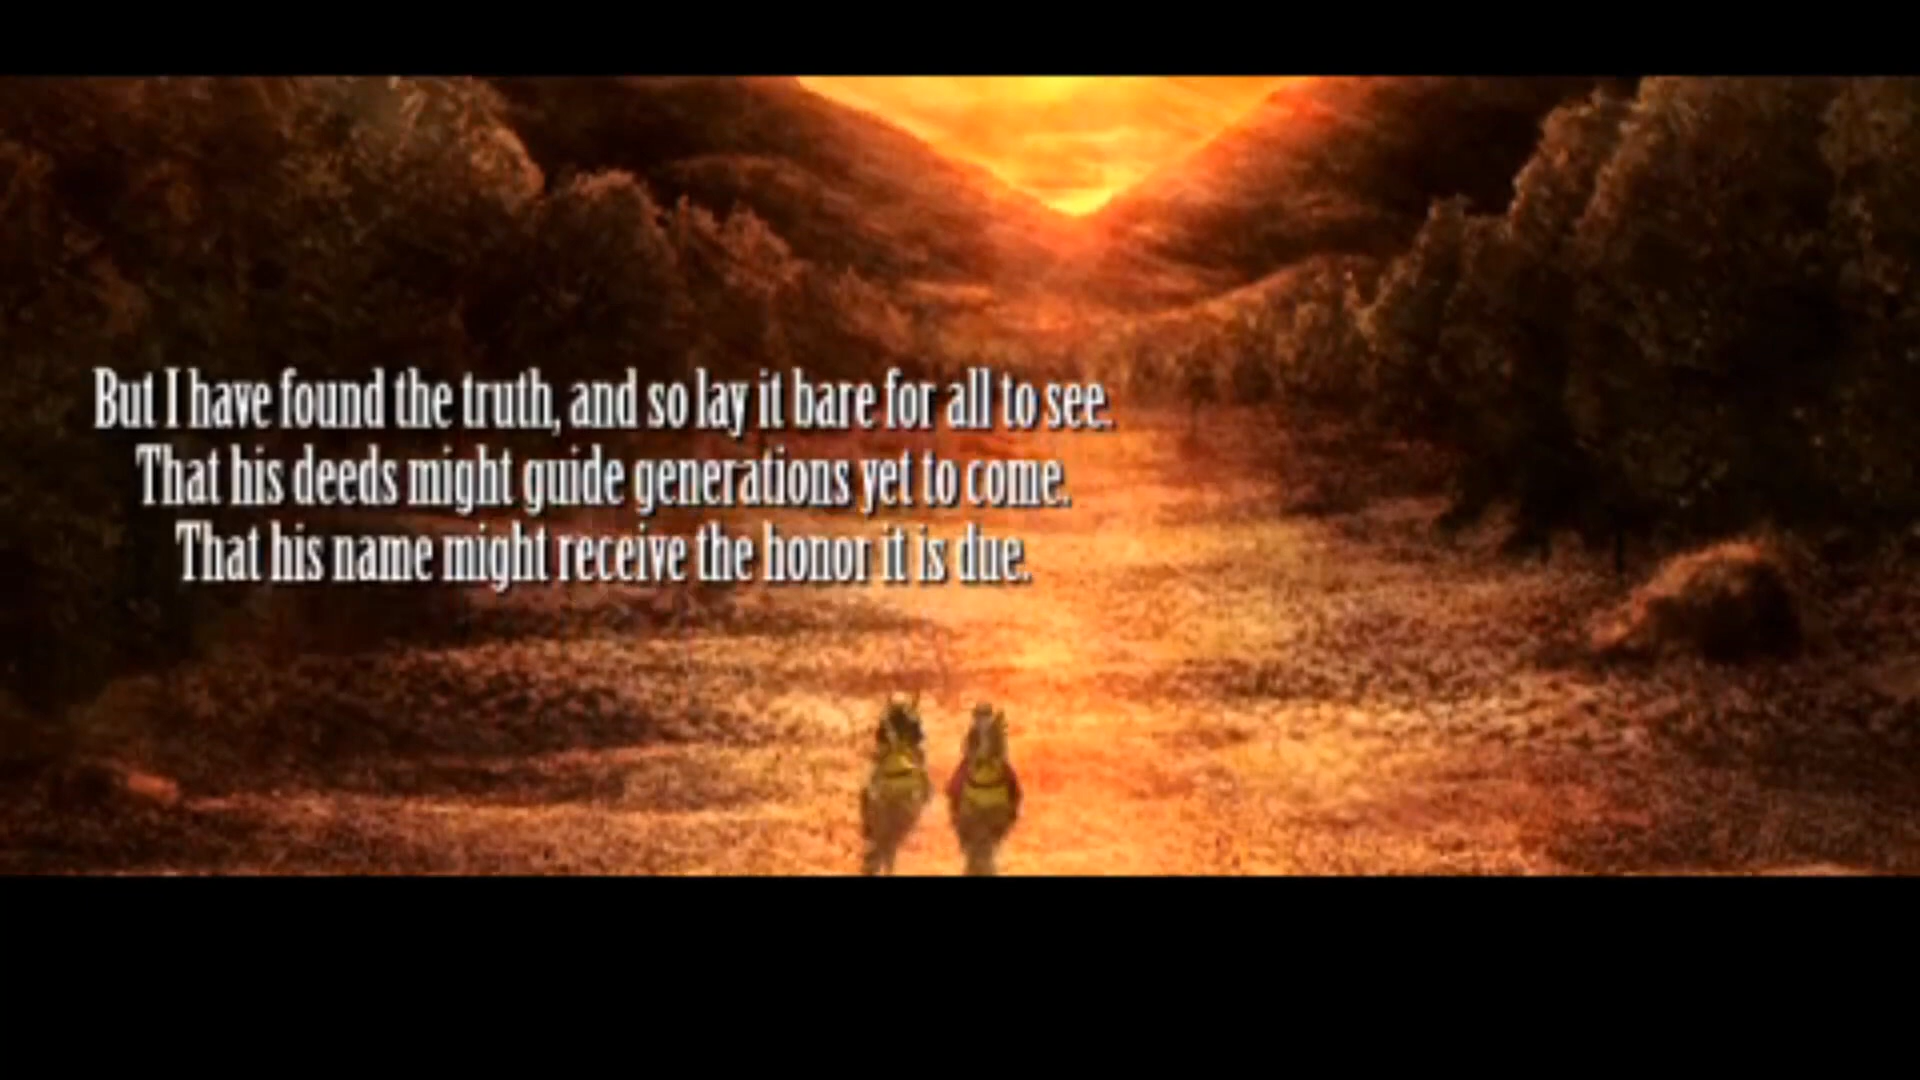 But I have found the truth, and so lay it bare for all to see.
That his deeds might guide generations yet to come.
That his name might receive the honor it is due.